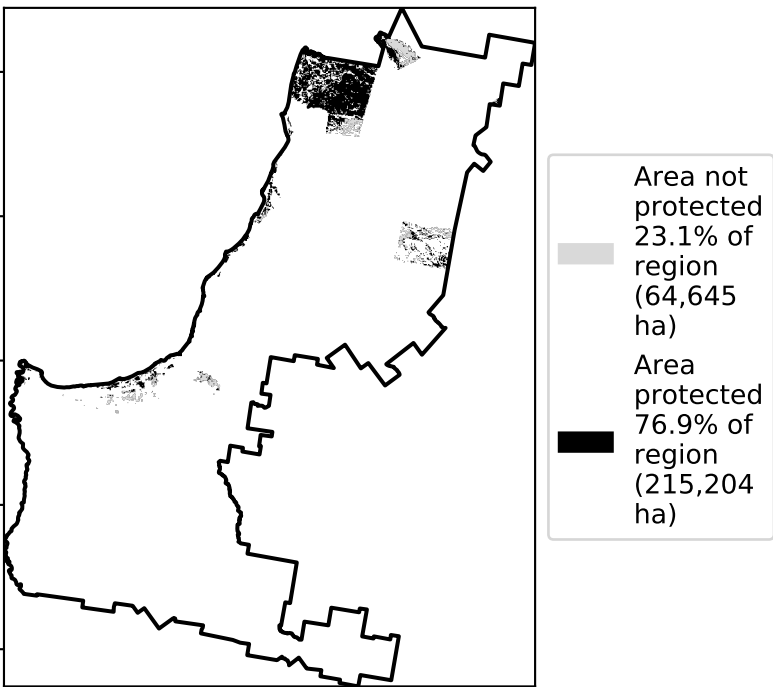 Area not
protected
23.1% of
region
(64,645
ha)
Area
protected
76.9% of
region
(215,204
ha)